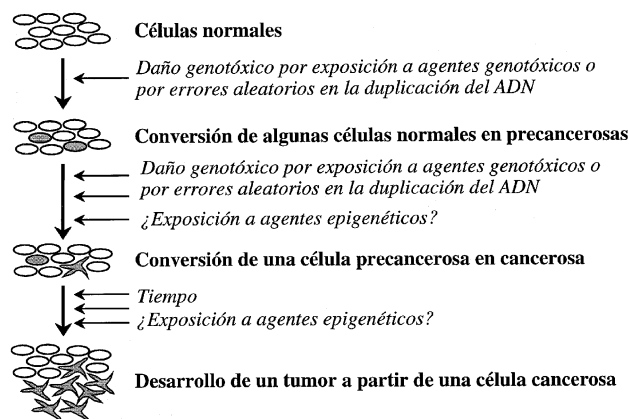 Células normales
Daño genotóxico por exposición a agentes genotóxicos o
por errores aleatorios en la duplicación del ADN
Conversión de algunas células normales en precancerosas
Daño genotóxico por exposición a agentes genotóxicos o
por errores aleatorios en la duplicación del ADN
¿Exposición a agentes epigenéticos?
Conversión de una célula precancerosa en cancerosa
Tiempo
¿Exposición a agentes epigenéticos?
Desarrollo de un tumor a partir de una célula cancerosa